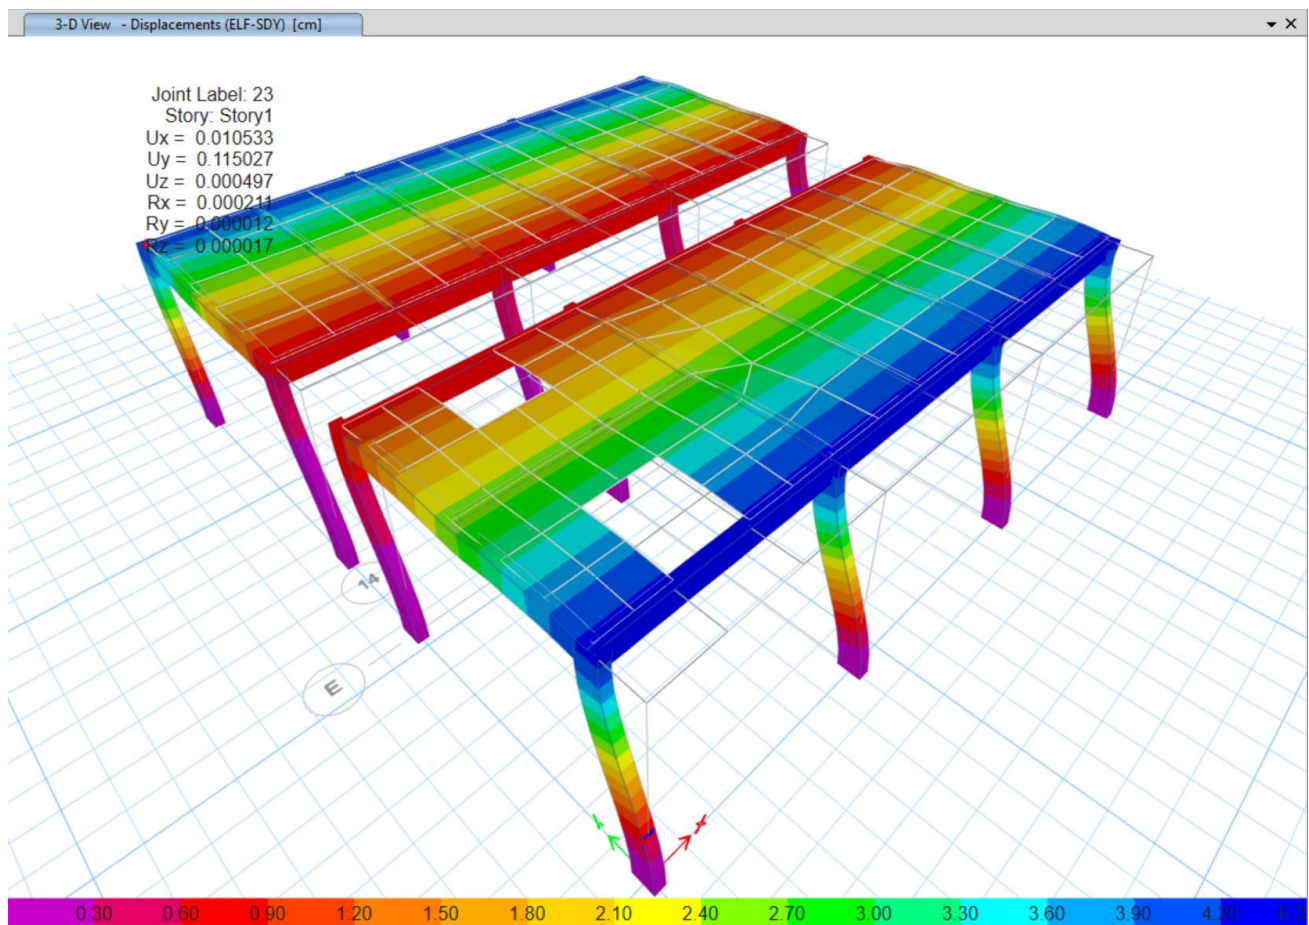 3-D View - Displacements (ELF-SDY) [cm]
Joint Label: 23
Story: Story1
Ux = 0.010533
Uy = 0.115027
Uz = 0.000497
Rx = 0.000211
Ry = 0.000012
Rz = 0.000017
14
E
0.30 0.60 0.90 1.20 1.50 1.80 2.10 2.40 2.70 3.00 3.30 3.60 3.90 4.20